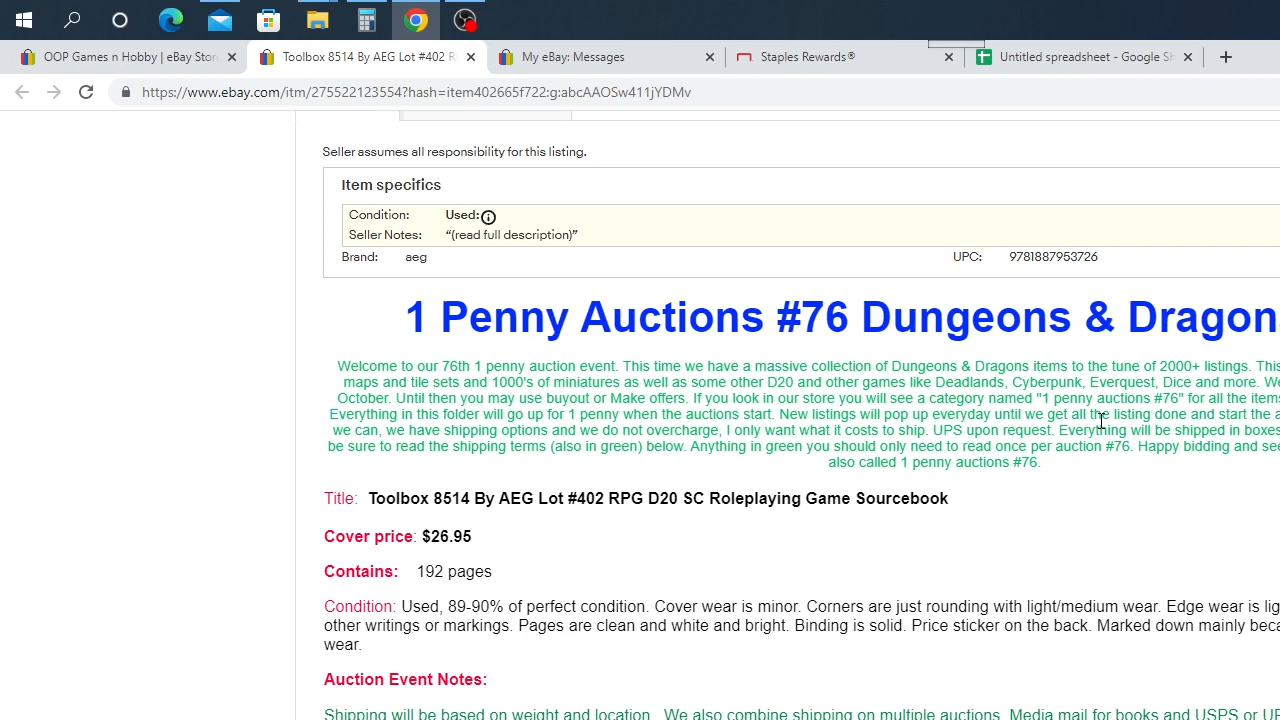 OOP Games n Hobby | eBay Stor
Toolbox 8514 By AEG Lot #402 R
My eBay: Messages
Staples Rewards®
Untitled spreadsheet - Google Sh
https://www.ebay.com/itm/275522123554?hash=item402665f722:g:abcAAOSw411jYDMv
Seller assumes all responsibility for this listing.
Item specifics
Condition: Used:
Seller Notes: “(read full description)”
Brand: aeg UPC: 9781887953726
1 Penny Auctions #76 Dungeons & Dragon
Welcome to our 76th 1 penny auction event. This time we have a massive collection of Dungeons & Dragons items to the tune of 2000+ listings. This
maps and tile sets and 1000's of miniatures as well as some other D20 and other games like Deadlands, Cyberpunk, Everquest, Dice and more. We
October. Until then you may use buyout or Make offers. If you look in our store you will see a category named "1 penny auctions #76" for all the items
Everything in this folder will go up for 1 penny when the auctions start. New listings will pop up everyday until we get all the listing done and start the a
we can, we have shipping options and we do not overcharge, I only want what it costs to ship. UPS upon request. Everything will be shipped in boxes
be sure to read the shipping terms (also in green) below. Anything in green you should only need to read once per auction #76. Happy bidding and see
also called 1 penny auctions #76.
Title: Toolbox 8514 By AEG Lot #402 RPG D20 SC Roleplaying Game Sourcebook
Cover price: $26.95
Contains: 192 pages
Condition: Used, 89-90% of perfect condition. Cover wear is minor. Corners are just rounding with light/medium wear. Edge wear is lig
other writings or markings. Pages are clean and white and bright. Binding is solid. Price sticker on the back. Marked down mainly beca
wear.
Auction Event Notes:
Shipping will be based on weight and location. We also combine shipping on multiple auctions. Media mail for books and USPS or UP